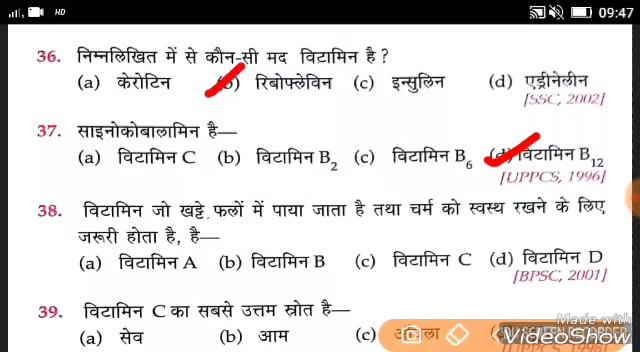 HD 09:47
36. निम्नलिखित में से कौन-सी मद विटामिन है ?
(a) केरोटिन (b) रिबोफ्लेविन (c) इन्सुलिन (d) एड्रीनेलीन
[SSC, 2002]
37. साइनोकोबालामिन है—
(a) विटामिन C (b) विटामिन B2 (c) विटामिन B6 (d) विटामिन B12
[UPPCS, 1996]
38. विटामिन जो खट्टे फलों में पाया जाता है तथा चर्म को स्वस्थ रखने के लिए
जरूरी होता है, है—
(a) विटामिन A (b) विटामिन B (c) विटामिन C (d) विटामिन D
[BPSC, 2001]
39. विटामिन C का सबसे उत्तम स्रोत है—
Made with
(a) सेव (b) आम (c)
VideoShow